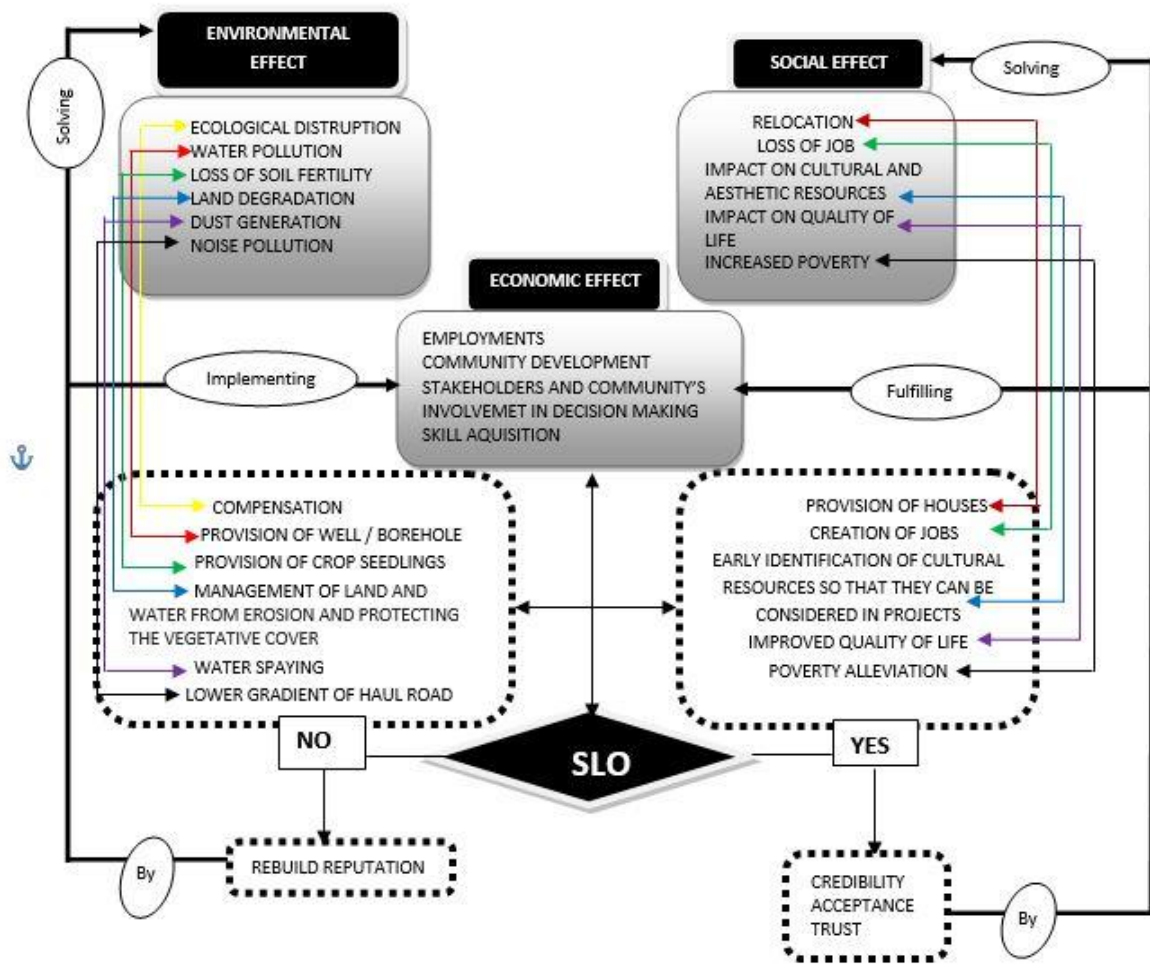 ENVIRONMENTAL
EFFECT
SOCIAL EFFECT
Solving
Solving
ECOLOGICAL DISTRUPTION
WATER POLLUTION
LOSS OF SOIL FERTILITY
LAND DEGRADATION
DUST GENERATION
NOISE POLLUTION
RELOCATION
LOSS OF JOB
IMPACT ON CULTURAL AND
AESTHETIC RESOURCES
IMPACT ON QUALITY OF
LIFE
INCREASED POVERTY
ECONOMIC EFFECT
EMPLOYMENTS
COMMUNITY DEVELOPMENT
STAKEHOLDERS AND COMMUNITY'S
INVOLVEMET IN DECISION MAKING
SKILL AQUISITION
Implementing
Fulfilling
COMPENSATION
PROVISION OF WELL / BOREHOLE
PROVISION OF CROP SEEDLINGS
MANAGEMENT OF LAND AND
WATER FROM EROSION AND PROTECTING
THE VEGETATIVE COVER
WATER SPAYING
LOWER GRADIENT OF HAUL ROAD
PROVISION OF HOUSES
CREATION OF JOBS
EARLY IDENTIFICATION OF CULTURAL
RESOURCES SO THAT THEY CAN BE
CONSIDERED IN PROJECTS
IMPROVED QUALITY OF LIFE
POVERTY ALLEVIATION
NO
SLO
YES
By
REBUILD REPUTATION
CREDIBILITY
ACCEPTANCE
TRUST
By